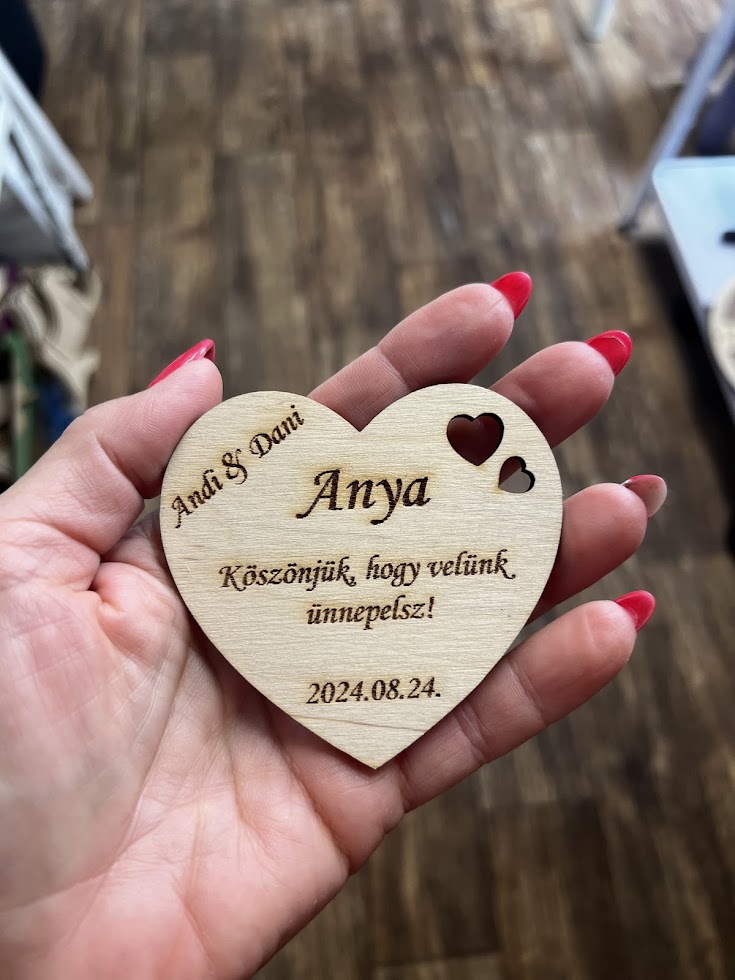 Andi & Dani
Anya
Köszönjük, hogy velünk
ünnepelsz!
2024.08.24.